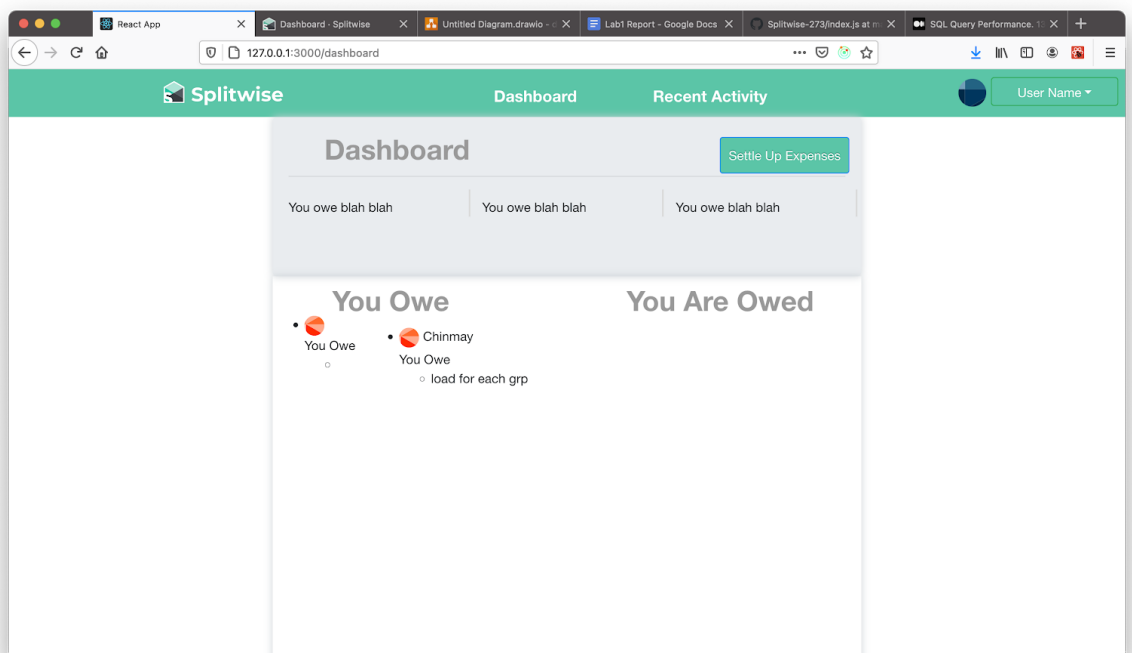 React App
Dashboard · Splitwise
Untitled Diagram.drawio - d
Lab1 Report - Google Docs
Splitwise-273/index.js at m
SQL Query Performance. 13
127.0.0.1:3000/dashboard
Splitwise
Dashboard
Recent Activity
User Name
Dashboard
Settle Up Expenses
You owe blah blah
You owe blah blah
You owe blah blah
You Owe
You Are Owed
You Owe
Chinmay
You Owe
load for each grp